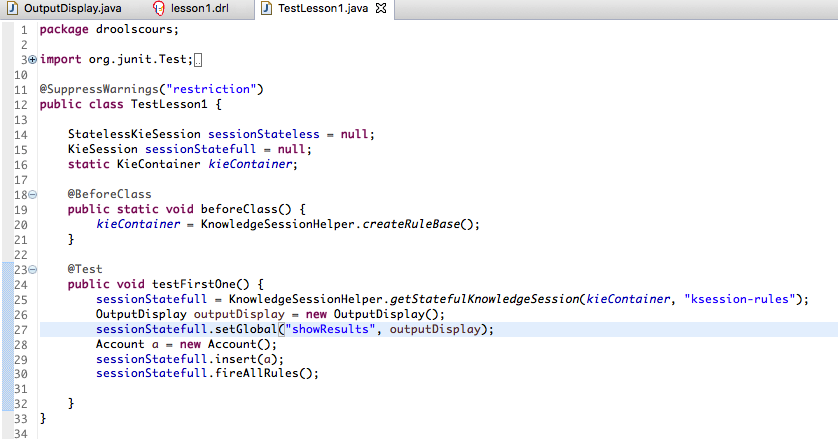 OutputDisplay.java lesson1.drl TestLesson1.java
1 package droolscours;
2
3 import org.junit.Test;
10
11 @SuppressWarnings("restriction")
12 public class TestLesson1 {
13
14 StatelessKieSession sessionStateless = null;
15 KieSession sessionStatefull = null;
16 static KieContainer kieContainer;
17
18 @BeforeClass
19 public static void beforeClass() {
20 kieContainer = KnowledgeSessionHelper.createRuleBase();
21 }
22
23 @Test
24 public void testFirstOne() {
25 sessionStatefull = KnowledgeSessionHelper.getStatefulKnowledgeSession(kieContainer, "ksession-rules");
26 OutputDisplay outputDisplay = new OutputDisplay();
27 sessionStatefull.setGlobal("showResults", outputDisplay);
28 Account a = new Account();
29 sessionStatefull.insert(a);
30 sessionStatefull.fireAllRules();
31
32 }
33 }
34